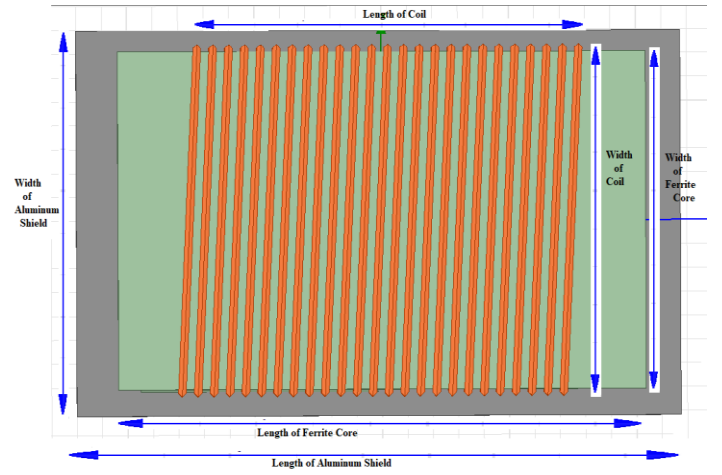 Length of Coil
Width
of
Aluminum
Shield
Width
of
Coil
Width
of
Ferrite
Core
Length of Ferrite Core
Length of Aluminum Shield